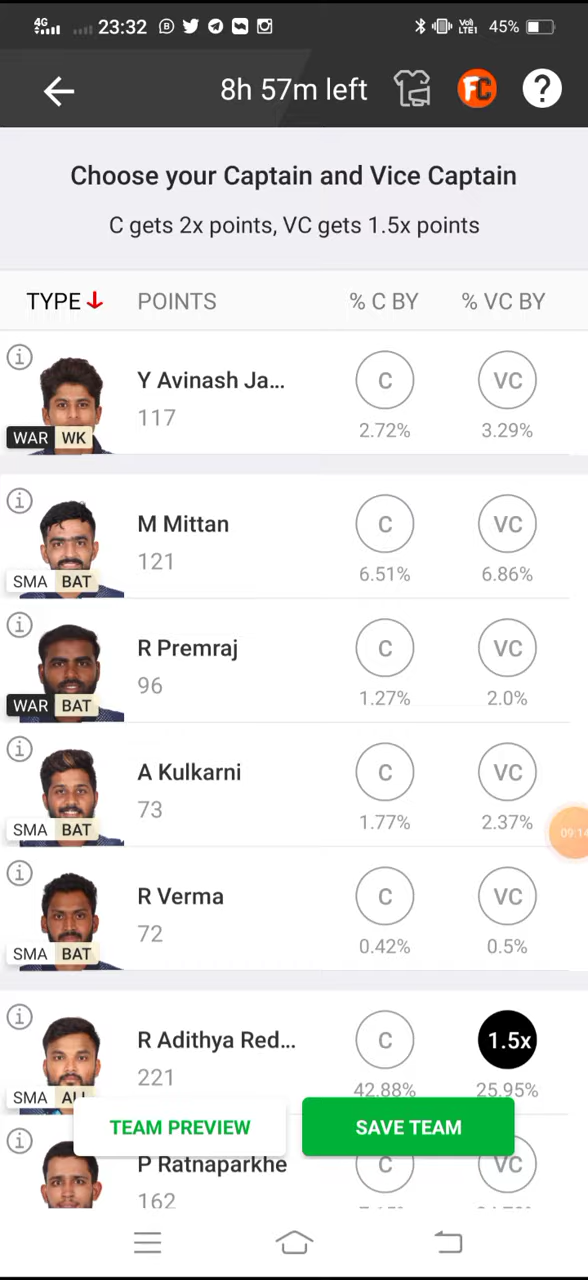 4G 23:32 45%
8h 57m left FC ?
Choose your Captain and Vice Captain
C gets 2x points, VC gets 1.5x points
TYPE POINTS % C BY % VC BY
Y Avinash Ja... C VC
117 2.72% 3.29%
WAR WK
M Mittan C VC
121 6.51% 6.86%
SMA BAT
R Premraj C VC
96 1.27% 2.0%
WAR BAT
A Kulkarni C VC
73 1.77% 2.37%
SMA BAT
09:14
R Verma C VC
72 0.42% 0.5%
SMA BAT
R Adithya Red... C 1.5x
221 42.88% 25.95%
SMA
TEAM PREVIEW SAVE TEAM
P Ratnaparkhe C VC
162